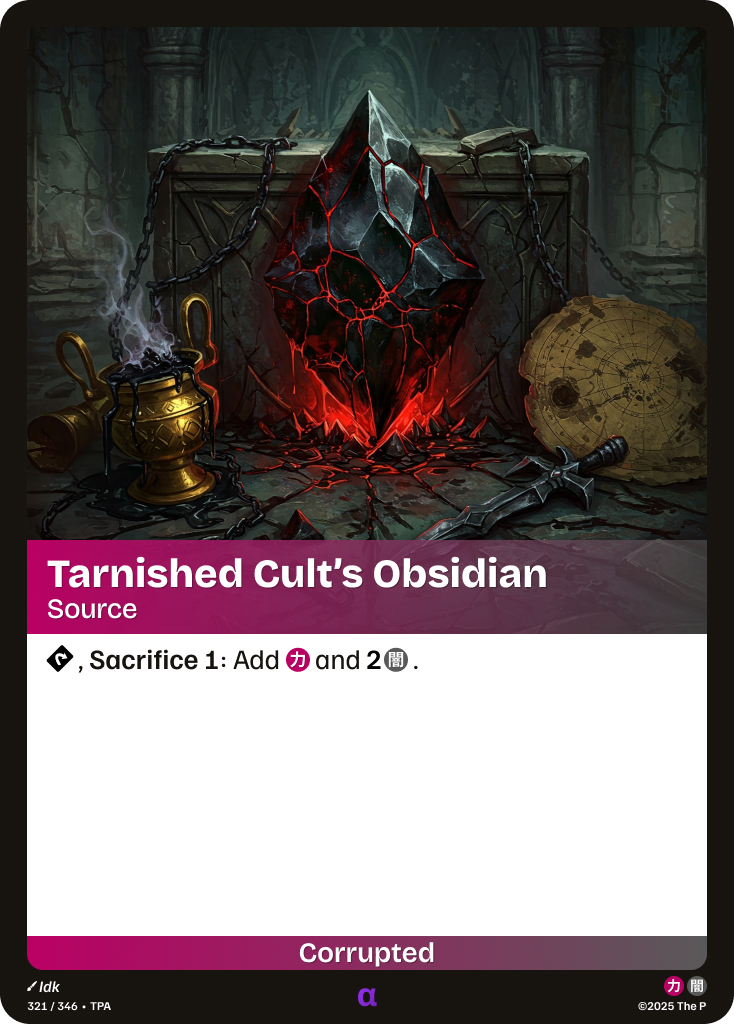 Tarnished Cult’s Obsidian
Source
, Sacrifice 1: Add 力 and 2 闇 .
Corrupted
Idk
321 / 346 • TPA
α
力 闇
©2025 The P